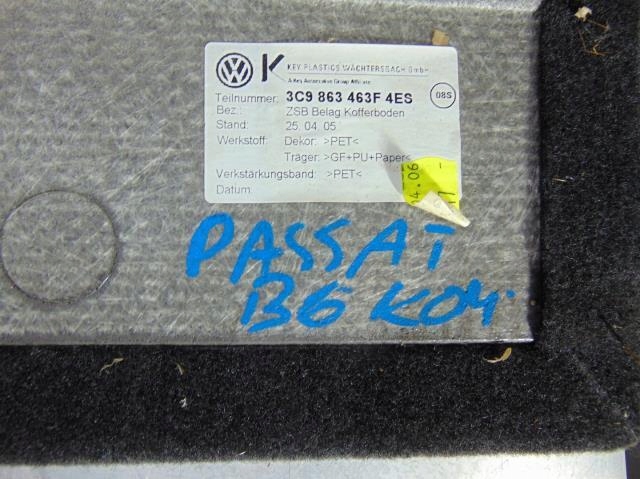 KEY PLASTICS WÄCHTERSBACH GmbH
A Key Automotive Group Affiliate
Teilnummer: 3C9 863 463F 4ES 08S
Bez.: ZSB Belag Kofferboden
Stand: 25. 04. 05
Werkstoff: Dekor: >PET<
Träger: >GF+PU+Paper<
Verkstärkungsband: >PET<
Datum:
PASSAT
B6 KOM.